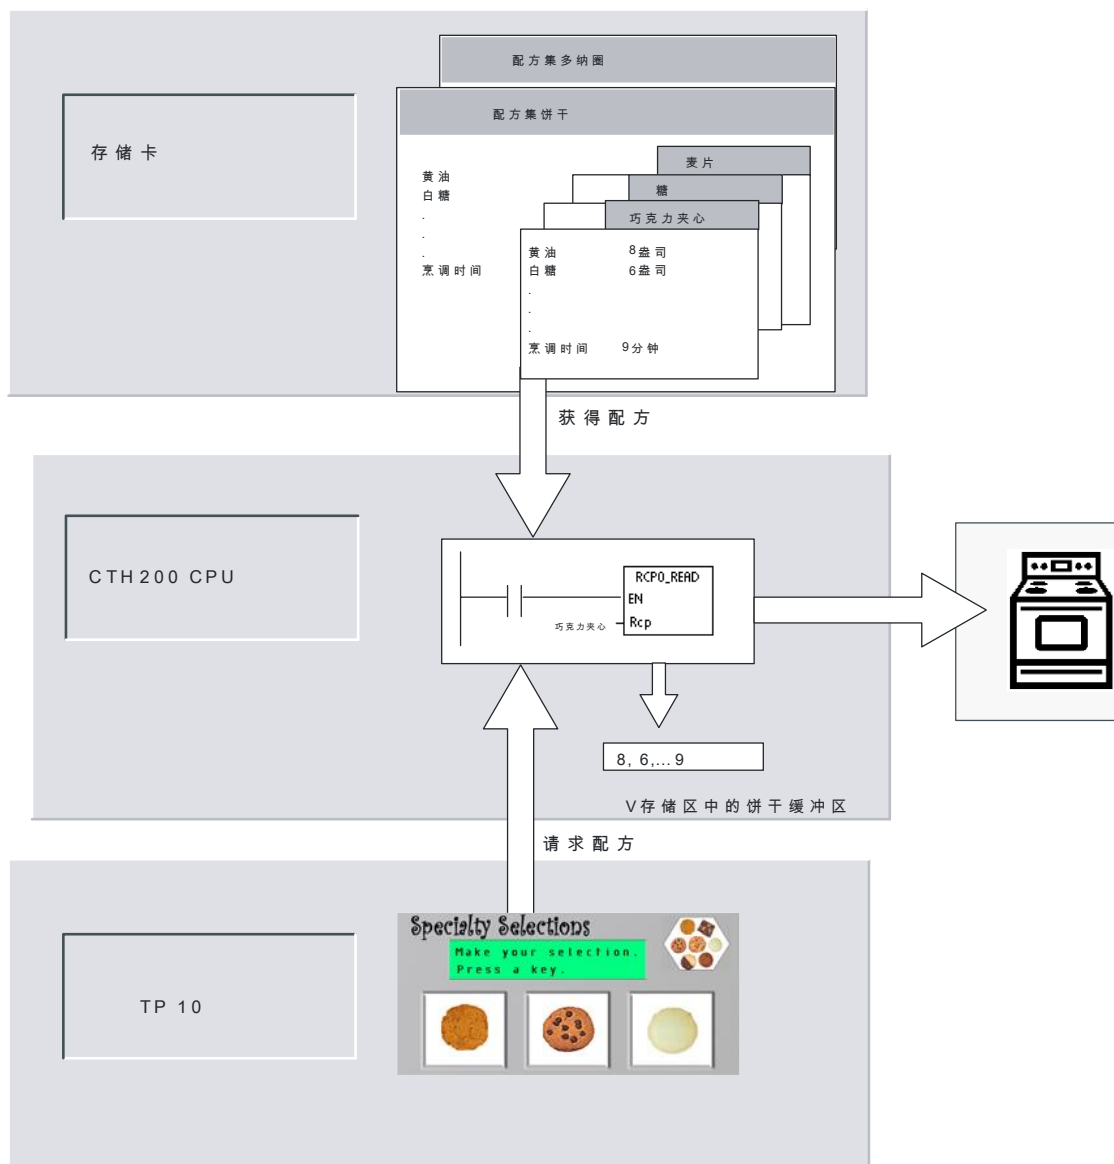 配方集多纳圈
配方集饼干
存储卡
麦片
糖
巧克力夹心
黄油
白糖
.
.
.
烹调时间
黄油 8盎司
白糖 6盎司
.
.
.
烹调时间 9分钟
获得配方
CTH200 CPU
RCP0_READ
EN
巧克力夹心 Rcp
8, 6,... 9
V存储区中的饼干缓冲区
请求配方
Specialty Selections
Make your selection.
Press a key.
TP 10